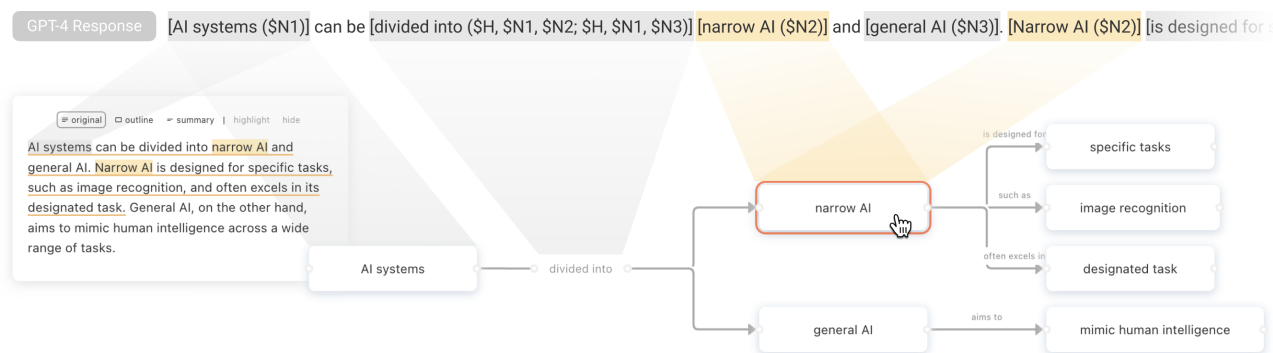 GPT-4 Response [AI systems ($N1)] can be [divided into ($H, $N1, $N2; $H, $N1, $N3)] [narrow AI ($N2)] and [general AI ($N3)]. [Narrow AI ($N2)] [is designed for
original outline summary | highlight hide
AI systems can be divided into narrow AI and
general AI. Narrow AI is designed for specific tasks,
such as image recognition, and often excels in its
designated task. General AI, on the other hand,
aims to mimic human intelligence across a wide
range of tasks.
AI systems
divided into
narrow AI
general AI
is designed for
specific tasks
such as
image recognition
often excels in
designated task
aims to
mimic human intelligence